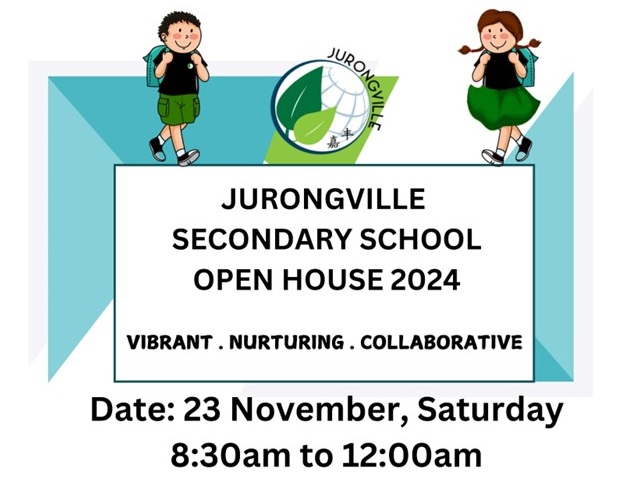 JURONGVILLE
嘉丰
JURONGVILLE
SECONDARY SCHOOL
OPEN HOUSE 2024
VIBRANT . NURTURING . COLLABORATIVE
Date: 23 November, Saturday
8:30am to 12:00am